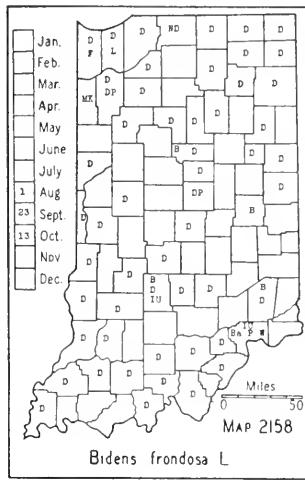 Jan.
Feb.
Mar.
Apr.
May
June
July
1 Aug
23 Sept.
13 Oct.
Nov
Dec.
D D D ND D D D
F L
D D D D D
MK DP D
D D D D D D
B D D D
D D D
D DP
B
D D D
D B D D D B
D IU D
D D
D D D Ba P W
D D D D D
D D D D
Miles
0 50
MAP 2158
Bidens frondosa L